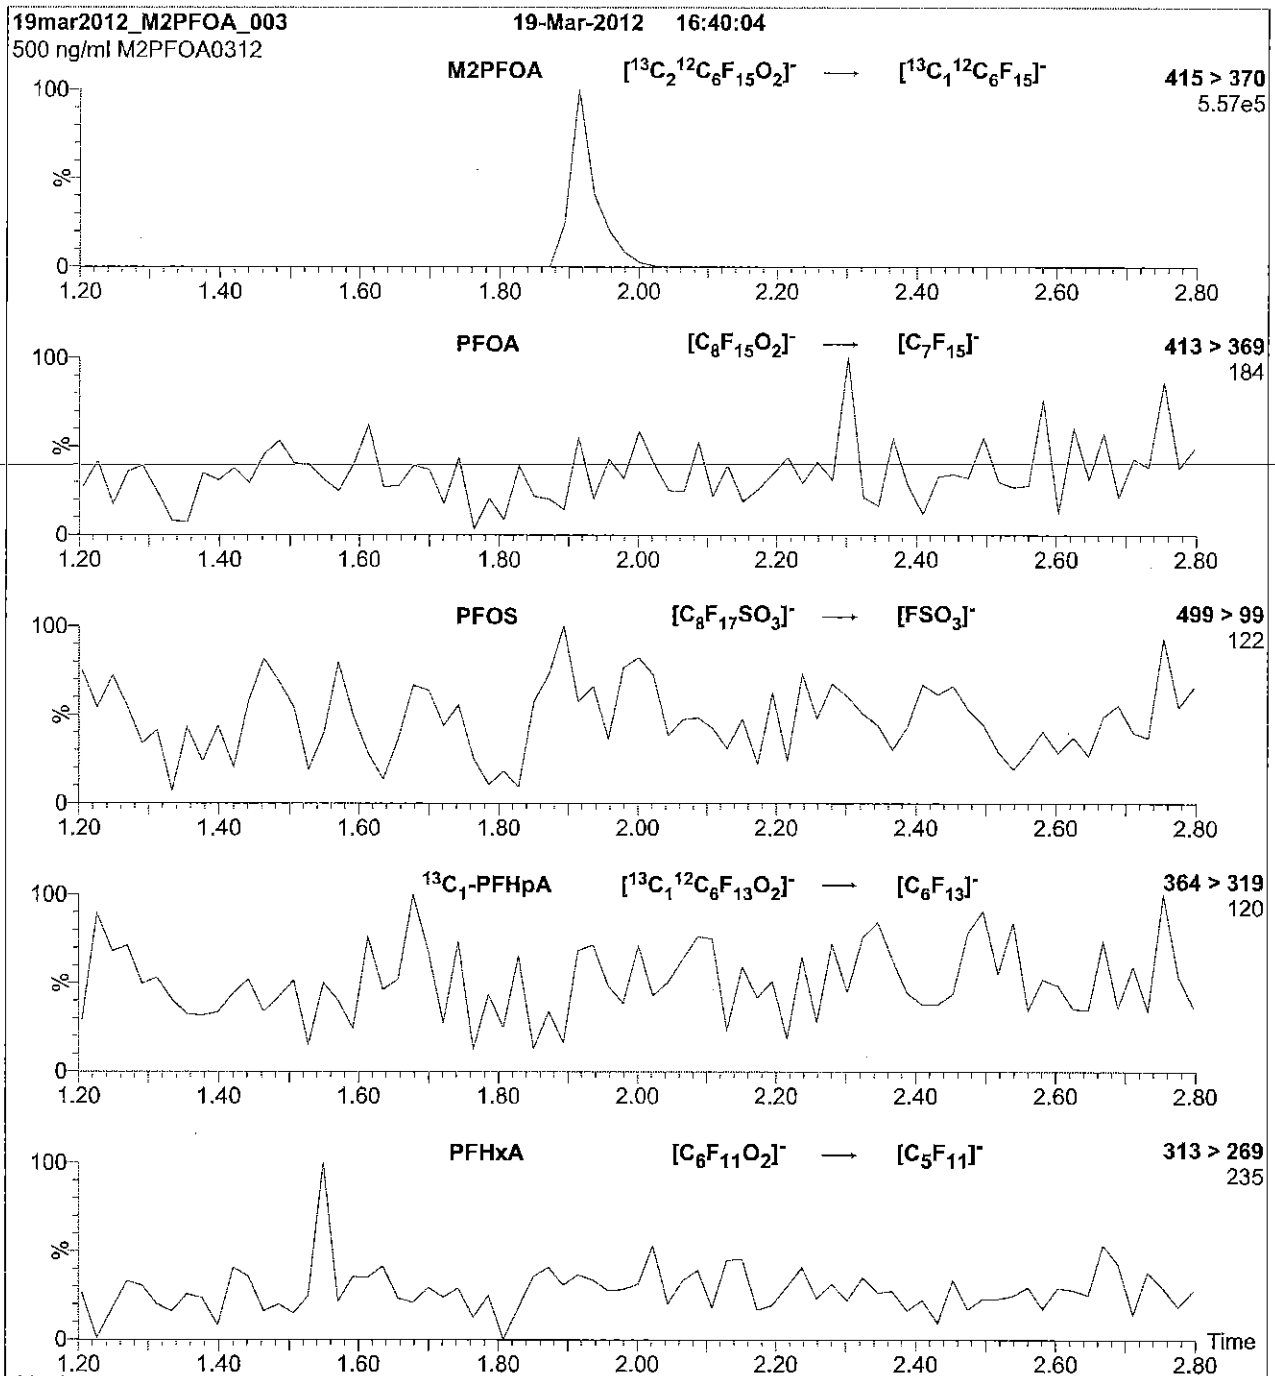 19mar2012_M2PFOA_003 19-Mar-2012 16:40:04
500 ng/ml M2PFOA0312
M2PFOA [¹³C₂¹²C₆F₁₅O₂]⁻ → [¹³C₁¹²C₆F₁₅]⁻ 415 > 370
5.57e5
100
%
0
1.20 1.40 1.60 1.80 2.00 2.20 2.40 2.60 2.80
PFOA [C₈F₁₅O₂]⁻ → [C₇F₁₅]⁻ 413 > 369
184
100
%
0
1.20 1.40 1.60 1.80 2.00 2.20 2.40 2.60 2.80
PFOS [C₈F₁₇SO₃]⁻ → [FSO₃]⁻ 499 > 99
122
100
%
0
1.20 1.40 1.60 1.80 2.00 2.20 2.40 2.60 2.80
¹³C₁-PFHpA [¹³C₁¹²C₆F₁₃O₂]⁻ → [C₆F₁₃]⁻ 364 > 319
120
100
%
0
1.20 1.40 1.60 1.80 2.00 2.20 2.40 2.60 2.80
PFHxA [C₆F₁₁O₂]⁻ → [C₅F₁₁]⁻ 313 > 269
235
100
%
0
Time
1.20 1.40 1.60 1.80 2.00 2.20 2.40 2.60 2.80